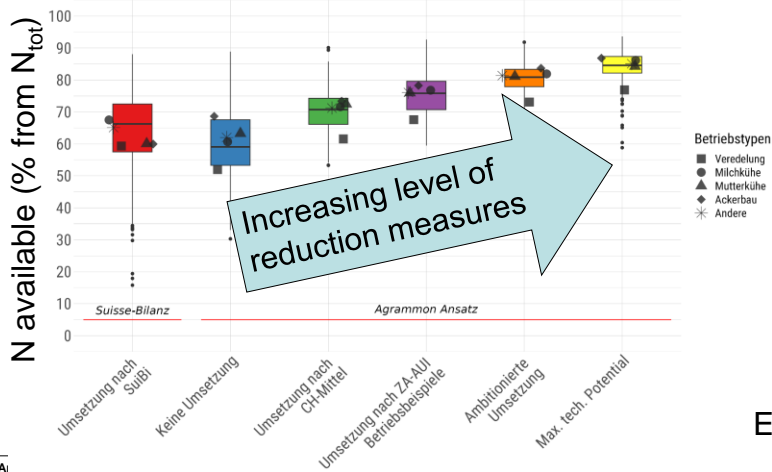 N available (% from Ntot)
100
90
80
70
60
50
40
30
20
10
0
Increasing level of
reduction measures
Suisse-Bilanz
Agrammon Ansatz
Umsetzung nach
SuiBi
Keine Umsetzung
Umsetzung nach
CH-Mittel
Umsetzung nach ZA-AUI
Betriebsbeispiele
Ambitionierte
Umsetzung
Max. tech. Potential
Betriebstypen
Veredelung
Milchkühe
Mutterkühe
Ackerbau
Andere
E